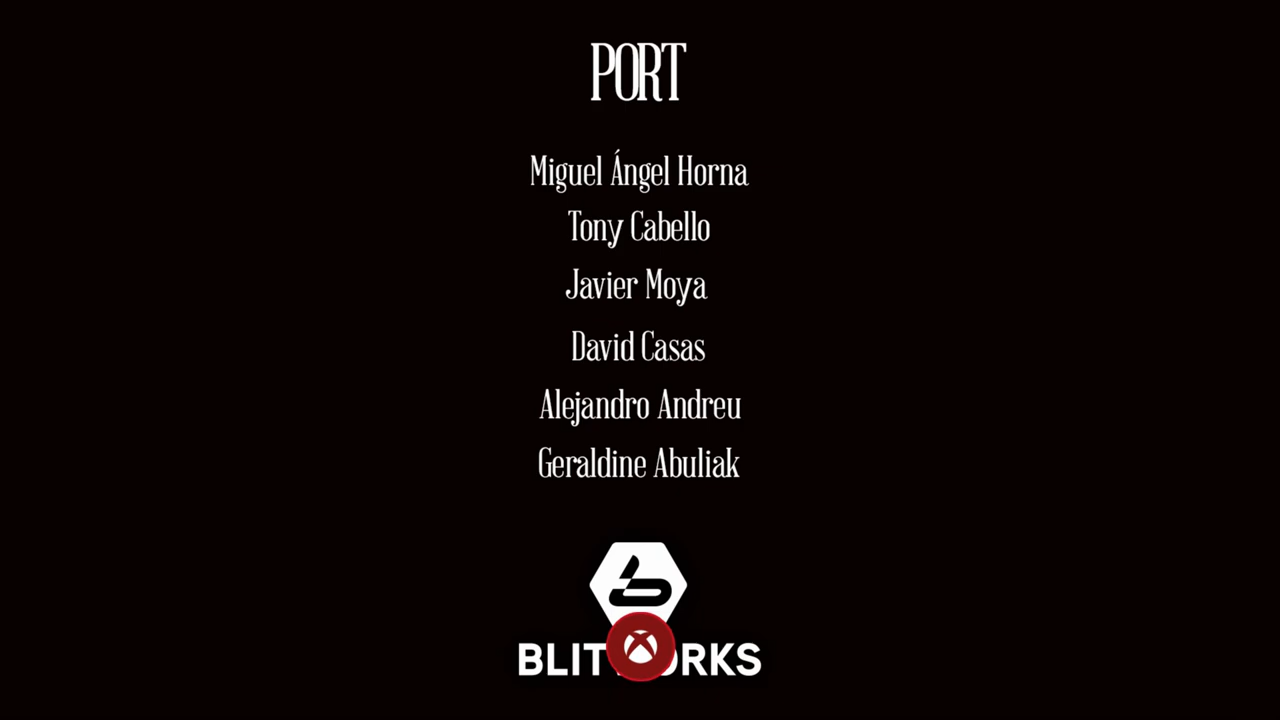 PORT
Miguel Ángel Horna
Tony Cabello
Javier Moya
David Casas
Alejandro Andreu
Geraldine Abuliak